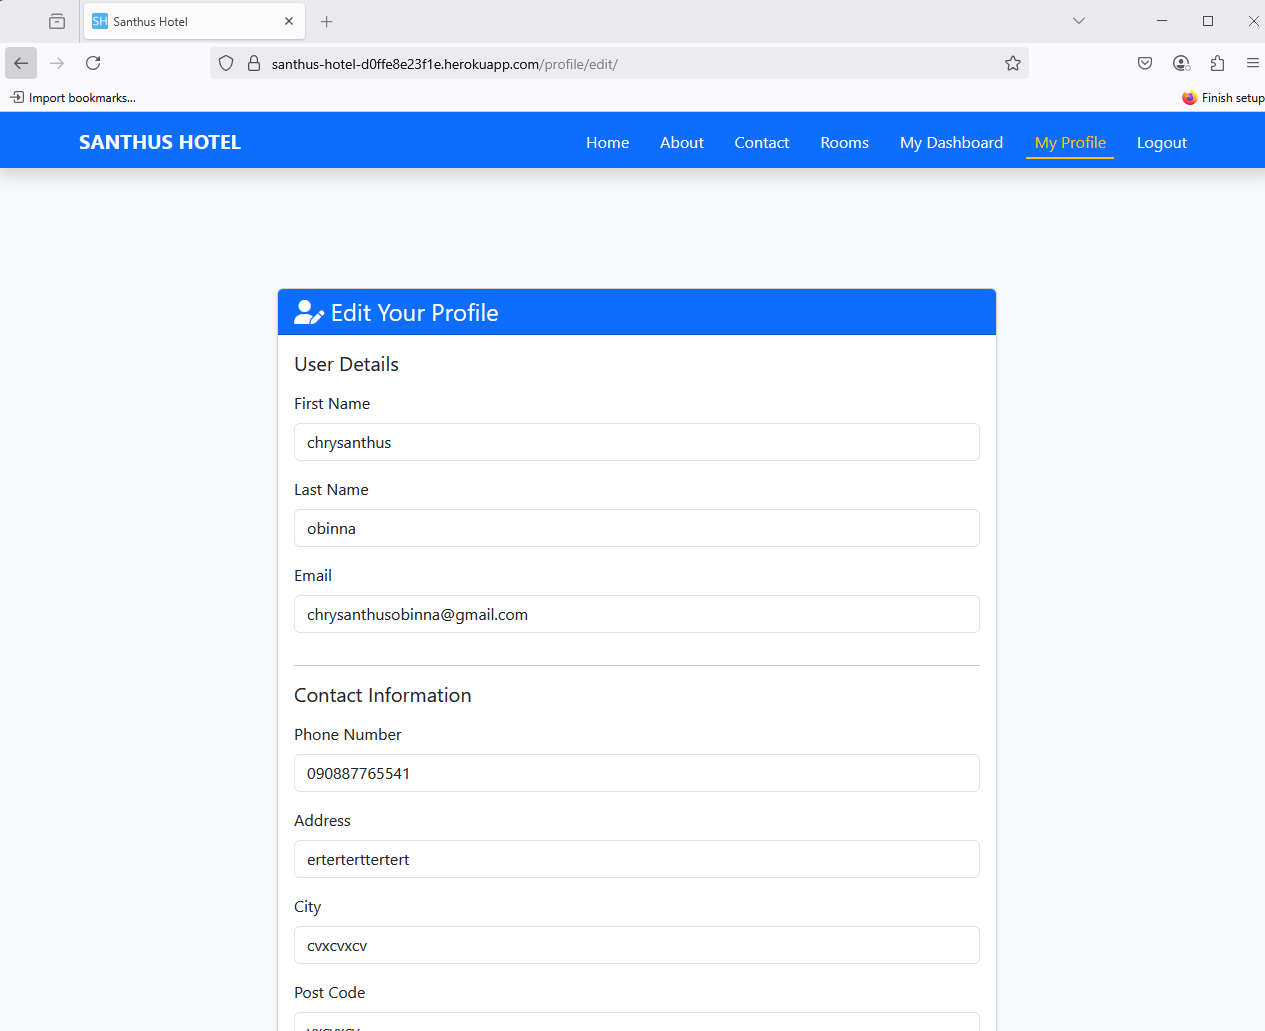 SH Santhus Hotel
santhus-hotel-d0ffe8e23f1e.herokuapp.com/profile/edit/
Import bookmarks...
Finish setup
SANTHUS HOTEL
Home About Contact Rooms My Dashboard My Profile Logout
Edit Your Profile
User Details
First Name
chrysanthus
Last Name
obinna
Email
chrysanthusobinna@gmail.com
Contact Information
Phone Number
090887765541
Address
erterterttertert
City
cvxcvxcv
Post Code